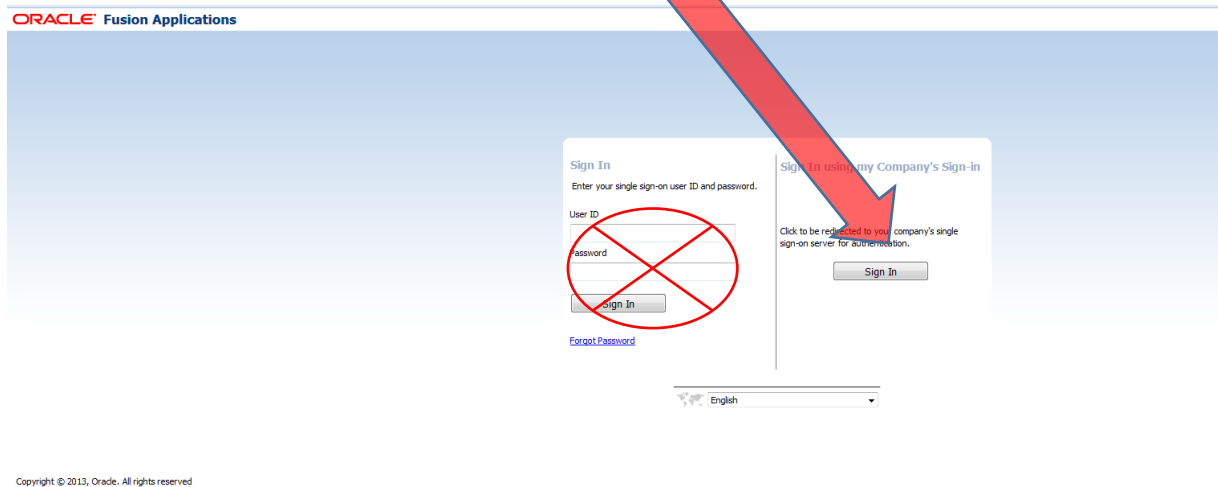 ORACLE Fusion Applications
Sign In
Enter your single sign-on user ID and password.
User ID
Password
Sign In
Forgot Password
Sign In using my Company's Sign-in
Click to be redirected to your company's single
sign-on server for authentication.
Sign In
English
Copyright © 2013, Oracle. All rights reserved